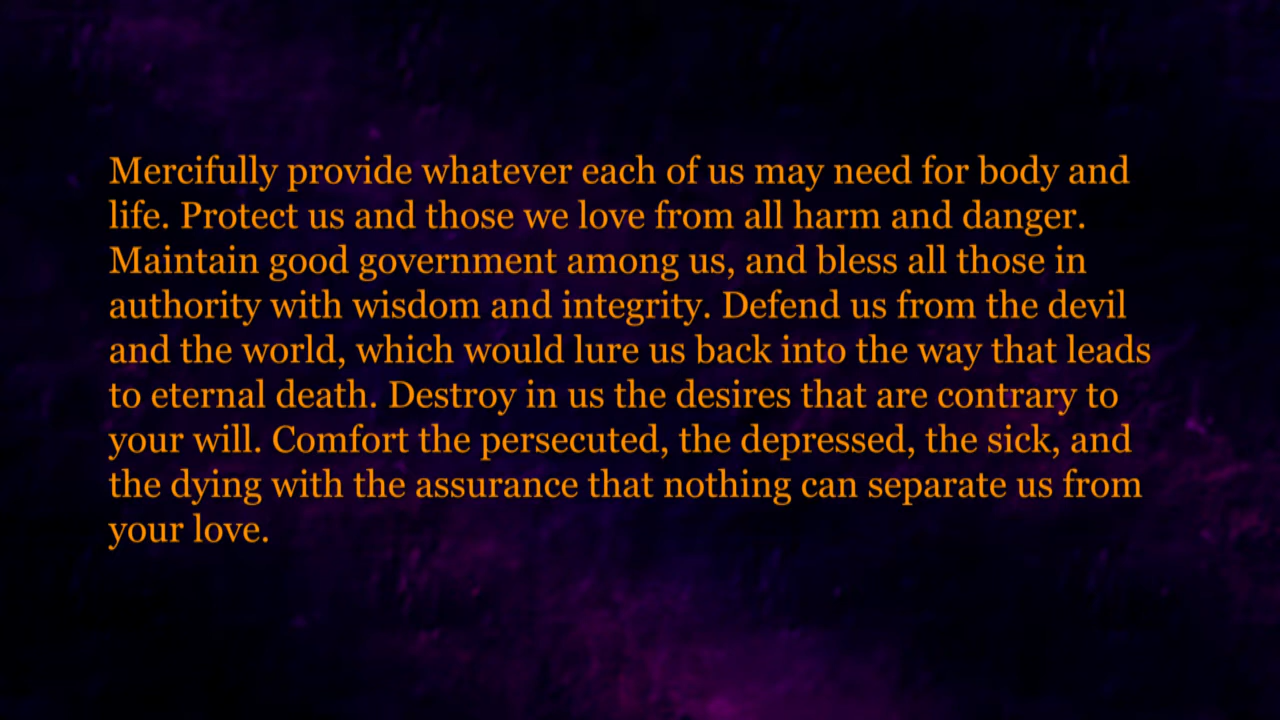 Mercifully provide whatever each of us may need for body and
life. Protect us and those we love from all harm and danger.
Maintain good government among us, and bless all those in
authority with wisdom and integrity. Defend us from the devil
and the world, which would lure us back into the way that leads
to eternal death. Destroy in us the desires that are contrary to
your will. Comfort the persecuted, the depressed, the sick, and
the dying with the assurance that nothing can separate us from
your love.